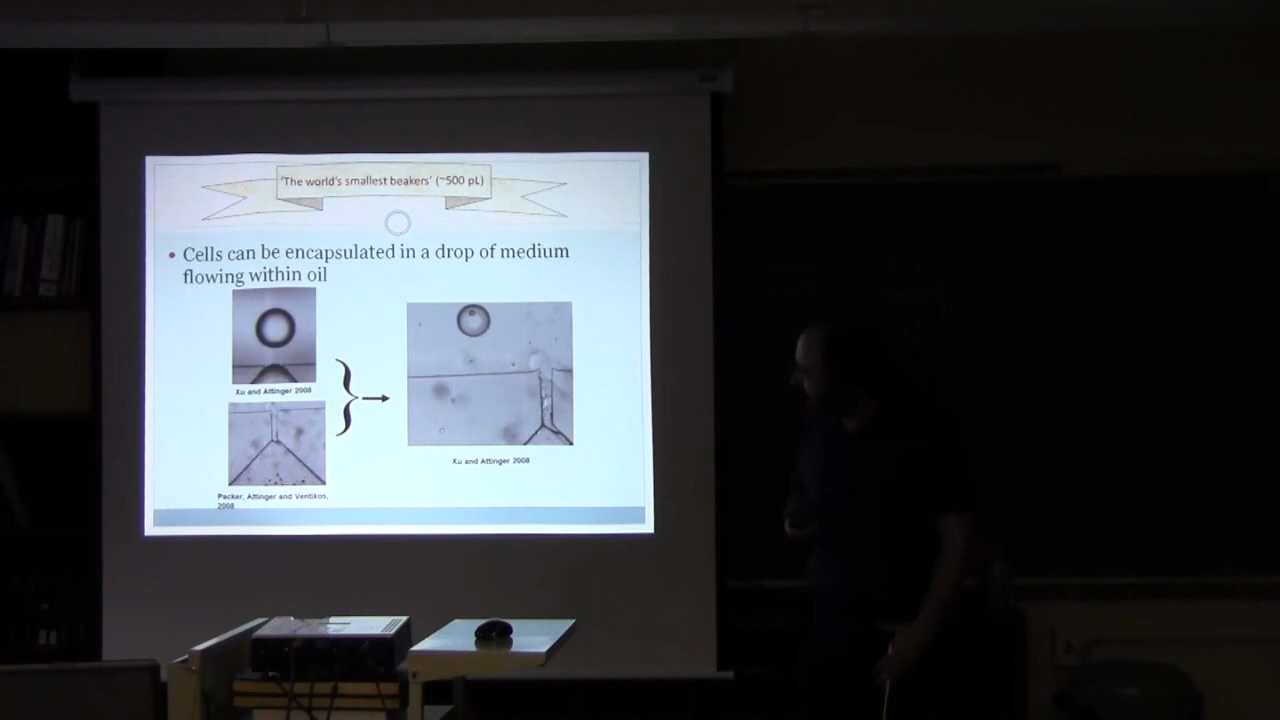 'The world's smallest beakers' (~500 pL)
• Cells can be encapsulated in a drop of medium
flowing within oil
Xu and Attinger 2008
Packer, Attinger and Ventikos,
2008
Xu and Attinger 2008